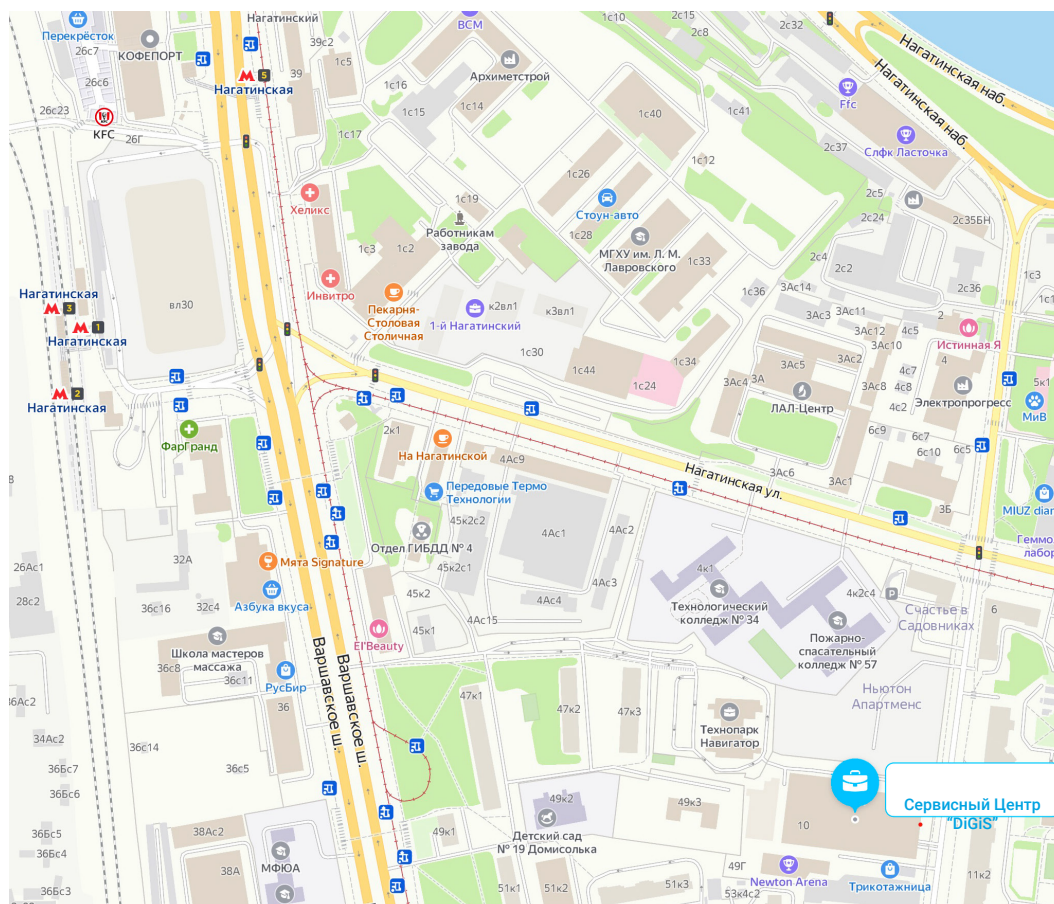 Нагатинский
ВСМ
1с10
2с15
2с8
2с32
Нагатинская наб.
Перекрёсток
26с7
КОФЕПОРТ
39с2
1с5
39
5
Нагатинская
Архиметстрой
26с6
1с16
1с14
1с15
1с40
1с41
Ffc
Нагатинская наб.
26с23
KFC
26Г
1с17
2с37
Слфк Ласточка
1с12
1с26
Хеликс
1с19
Стоун-авто
2с5
2с24
2с35БН
Работникам
завода
1с28
МГХУ им. Л. М.
Лавровского
1с3
1с2
1с33
2с4
2с2
1с3
Инвитро
1с36
3Ас14
2с36
Нагатинская
3
вл30
Пекарня-
Столовая
Столичная
к2вл1
1-й Нагатинский
к3вл1
3Ас3
3Ас11
2
1
Нагатинская
3Ас12
4с5
3Ас10
Истинная Я
1с30
1с44
1с34
1с24
3Ас5
3Ас2
4
4с7
3Ас4
3А
3Ас8
4с8
Электропрогресс
5к1
2
Нагатинская
ЛАЛ-Центр
4с2
МиВ
ФарГранд
2к1
На Нагатинской
4Ас9
6с9
6с7
6с10
6с5
Нагатинская ул.
3Ас6
3Ас1
Передовые Термо
Технологии
3Б
45к2с2
4Ас1
4Ас2
Отдел ГИБДД № 4
32А
Мята Signature
26Ас1
45к2с1
4к1
4Ас3
28с2
36с16
32с4
Азбука вкуса
45к2
4Ас4
Технологический
колледж № 34
4к2с4
Счастье в
Садовниках
6
4Ас15
45к1
El'Beauty
Школа мастеров
массажа
Пожарно-
спасательный
колледж № 57
36с8
36с11
РусБир
Варшавское ш.
Варшавское ш.
47к1
47к2
47к3
Ньютон
Апартменс
36
Технопарк
Навигатор
34Ас2
36с14
36с5
36Бс7
36Бс6
49к2
49к3
Сервисный Центр
“DiGiS”
10
36Бс5
36Бс4
38Ас2
49к1
Детский сад
№ 19 Домисолька
38А
МФЮА
49Г
Newton Arena
Трикотажница
11к2
36Бс3
51к1
51к2
51к3
53к4с2